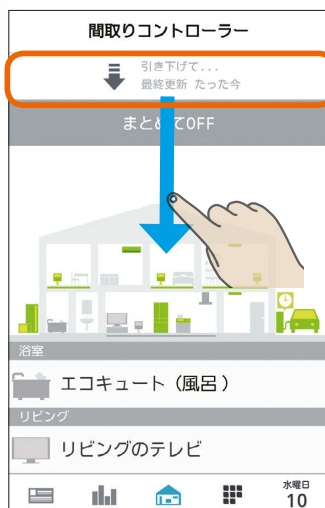 間取りコントローラー
引き下げて...
最終更新 たった今
まとめてOFF
浴室
エコキュート（風呂）
リビング
リビングのテレビ
水曜日
10